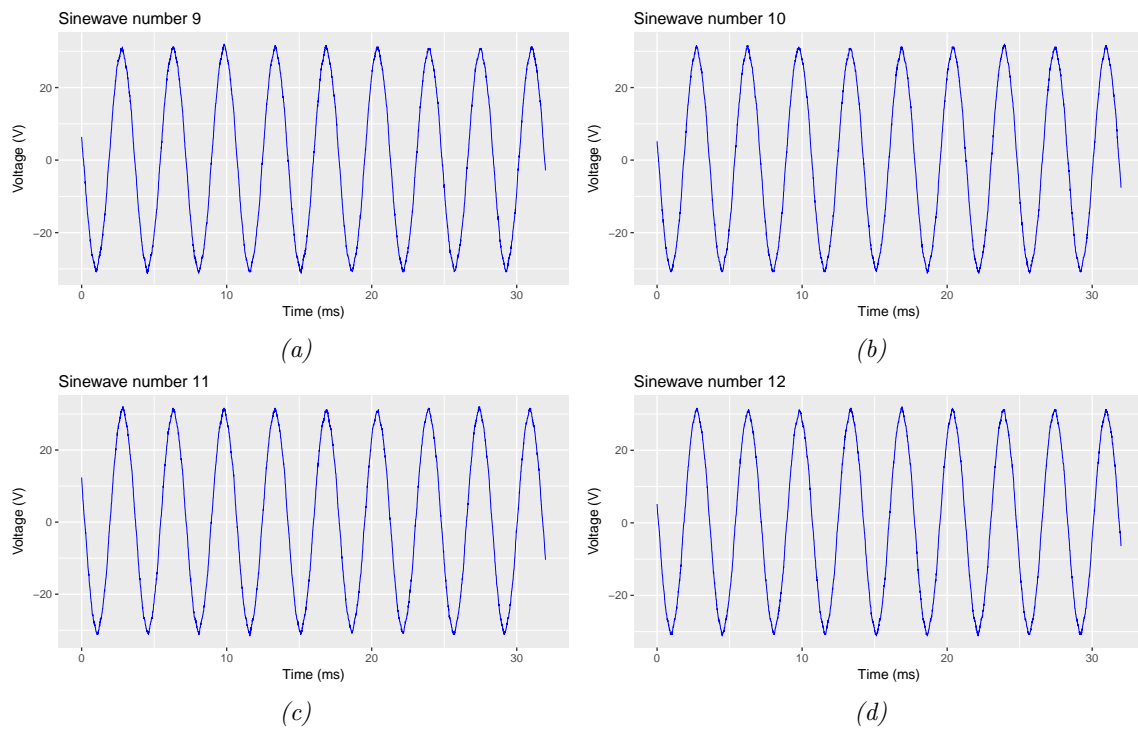 Sinewave number 9
Voltage (V)
20
0
−20
0 10 20 30
Time (ms)
(a)
Sinewave number 10
Voltage (V)
20
0
−20
0 10 20 30
Time (ms)
(b)
Sinewave number 11
Voltage (V)
20
0
−20
0 10 20 30
Time (ms)
(c)
Sinewave number 12
Voltage (V)
20
0
−20
0 10 20 30
Time (ms)
(d)